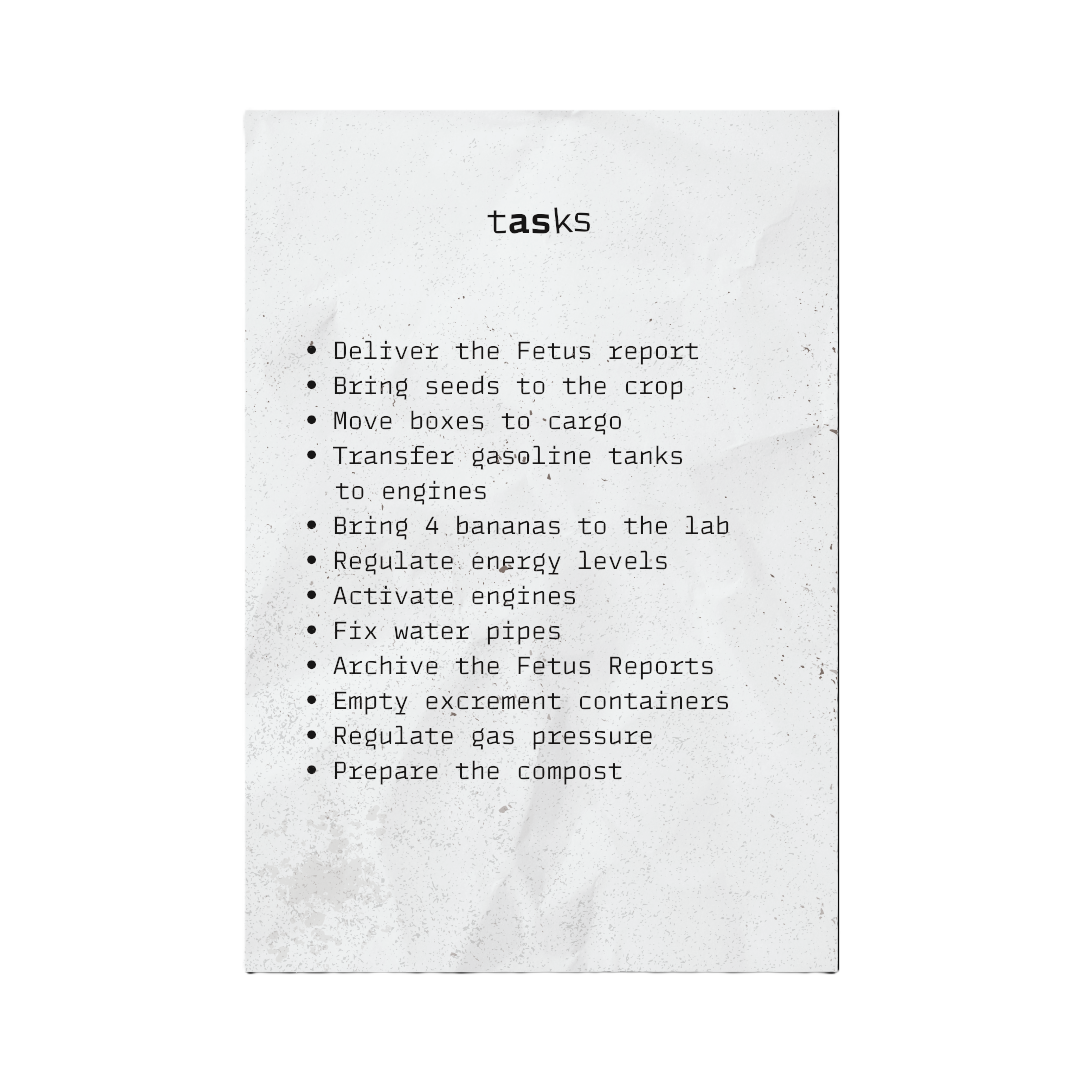 tasks
• Deliver the Fetus report
• Bring seeds to the crop
• Move boxes to cargo
• Transfer gasoline tanks
to engines
• Bring 4 bananas to the lab
• Regulate energy levels
• Activate engines
• Fix water pipes
• Archive the Fetus Reports
• Empty excrement containers
• Regulate gas pressure
• Prepare the compost